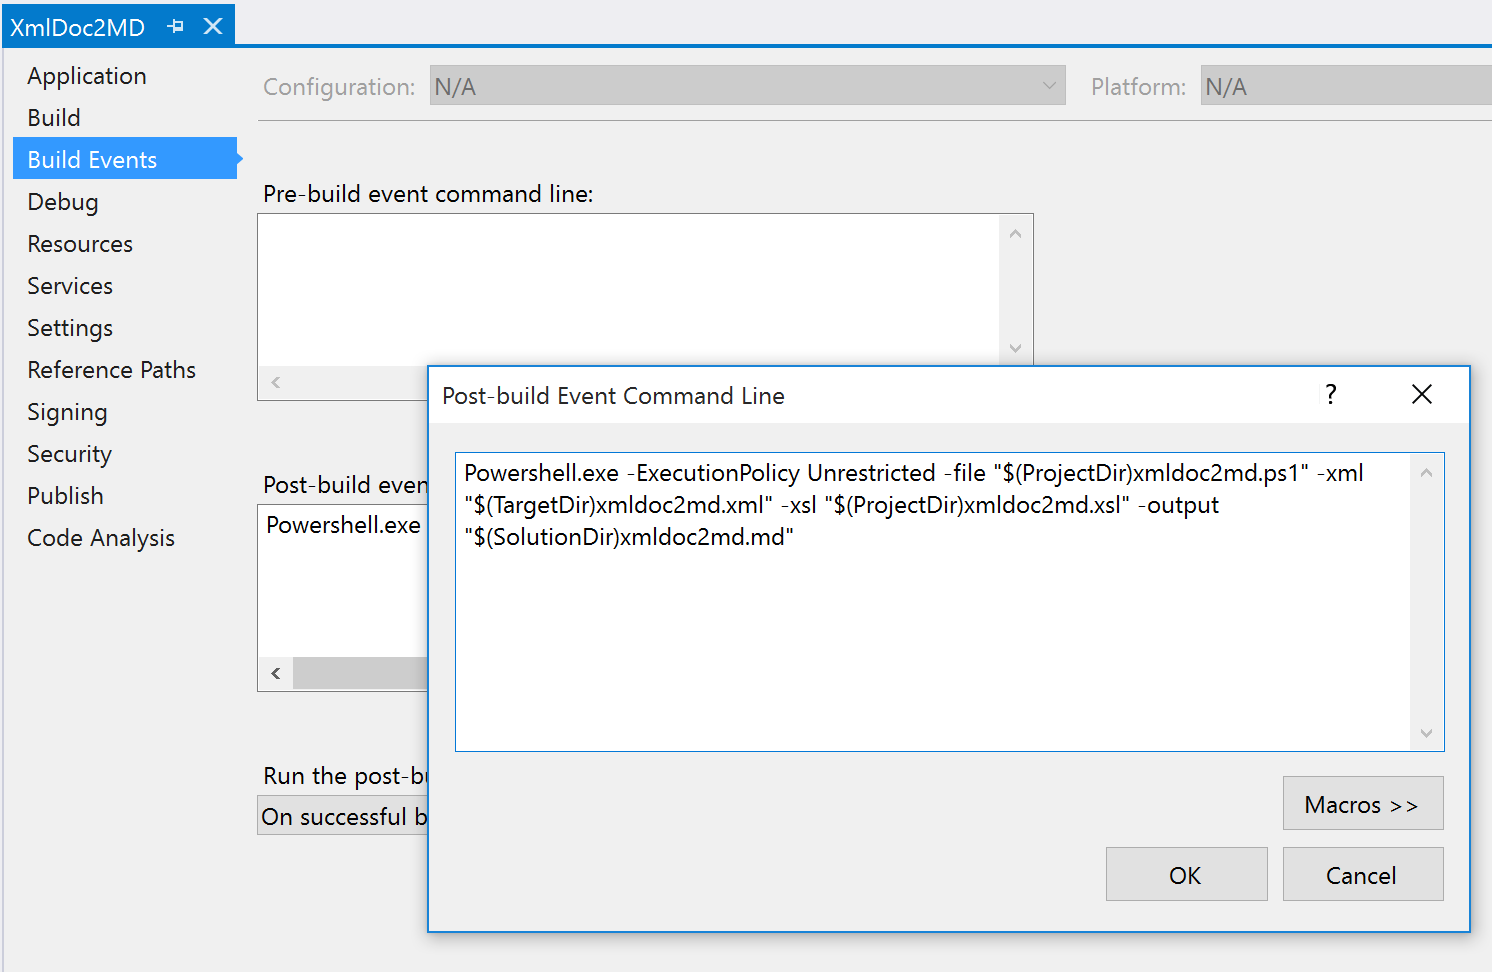 XmlDoc2MD
Application
Build
Build Events
Debug
Resources
Services
Settings
Reference Paths
Signing
Security
Publish
Code Analysis
Configuration: N/A Platform: N/A
Pre-build event command line:
Post-build even
Powershell.exe
Run the post-bu
On successful b
Post-build Event Command Line ?
Powershell.exe -ExecutionPolicy Unrestricted -file "$(ProjectDir)xmldoc2md.ps1" -xml
"$(TargetDir)xmldoc2md.xml" -xsl "$(ProjectDir)xmldoc2md.xsl" -output
"$(SolutionDir)xmldoc2md.md"
Macros >>
OK
Cancel